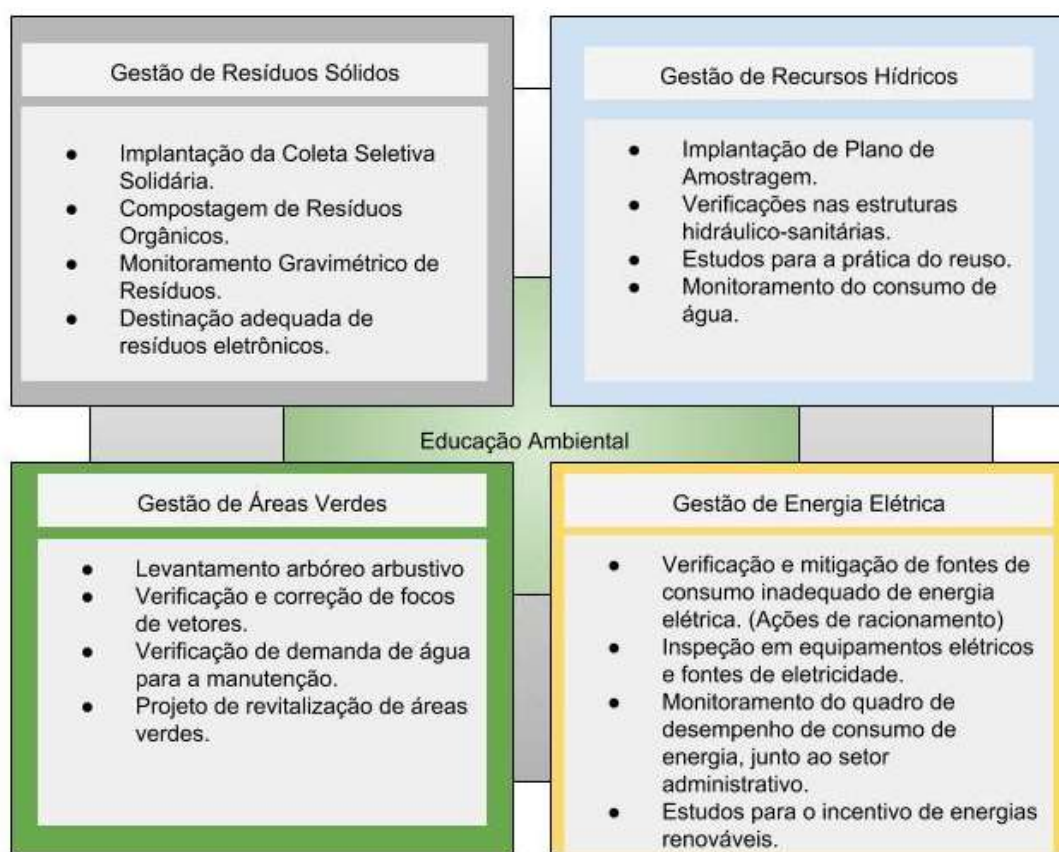 Gestão de Resíduos Sólidos
● Implantação da Coleta Seletiva
Solidária.
● Compostagem de Resíduos
Orgânicos.
● Monitoramento Gravimétrico de
Resíduos.
● Destinação adequada de
resíduos eletrônicos.
Gestão de Recursos Hídricos
● Implantação de Plano de
Amostragem.
● Verificações nas estruturas
hidráulico-sanitárias.
● Estudos para a prática do reuso.
● Monitoramento do consumo de
água.
Educação Ambiental
Gestão de Áreas Verdes
● Levantamento arbóreo arbustivo
● Verificação e correção de focos
de vetores.
● Verificação de demanda de água
para a manutenção.
● Projeto de revitalização de áreas
verdes.
Gestão de Energia Elétrica
● Verificação e mitigação de fontes de
consumo inadequado de energia
elétrica. (Ações de racionamento)
● Inspeção em equipamentos elétricos
e fontes de eletricidade.
● Monitoramento do quadro de
desempenho de consumo de
energia, junto ao setor
administrativo.
● Estudos para o incentivo de energias
renováveis.